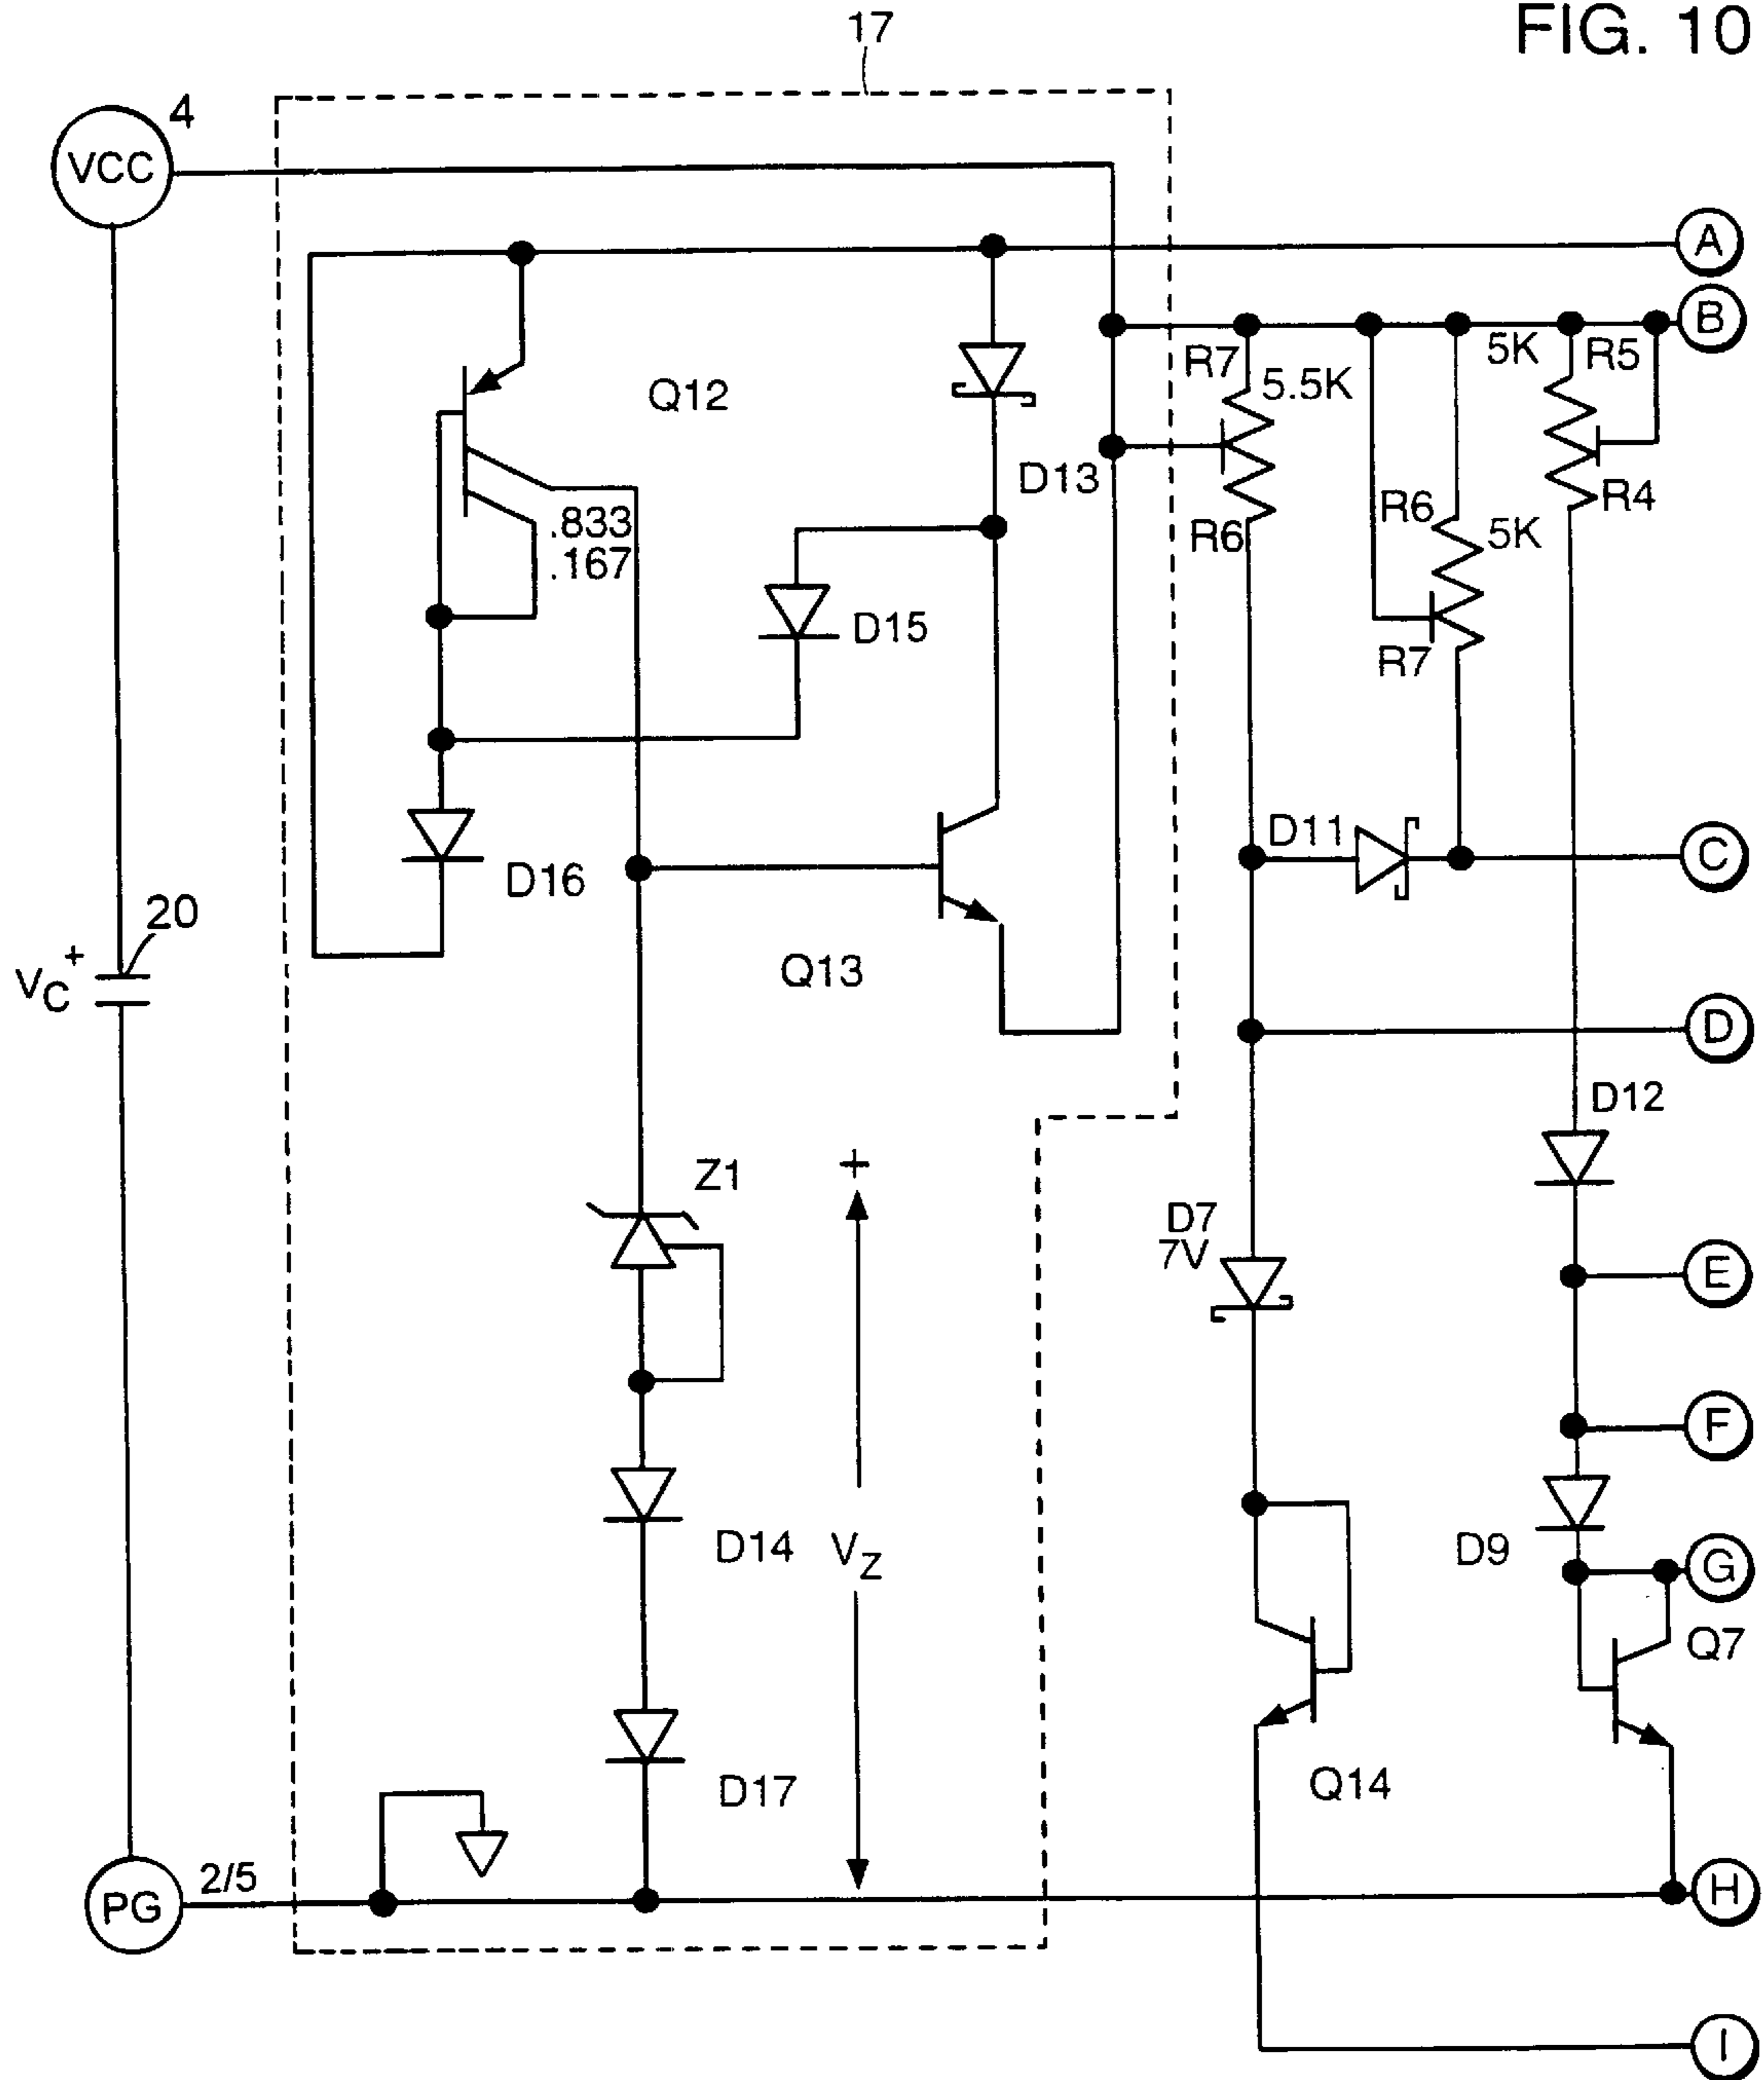 FIG. 10
17
4
VCC
A
B
Q12
R7
5.5K
5K
R5
D13
R4
.833
.167
R6
R6
5K
D15
R7
D11
C
D16
20
+
VC
Q13
D
D12
Z1
+
D7
7V
E
F
D14
VZ
D9
G
Q7
D17
Q14
2/5
PG
H
I